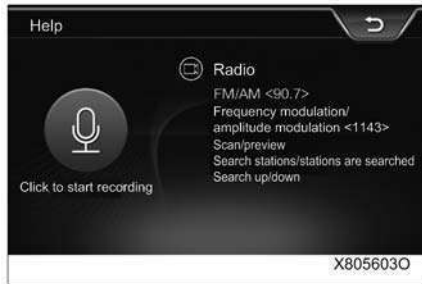 Help
Radio
FM/AM <90.7>
Frequency modulation/
amplitude modulation <1143>
Scan/preview
Search stations/stations are searched
Search up/down
Click to start recording
X805603O